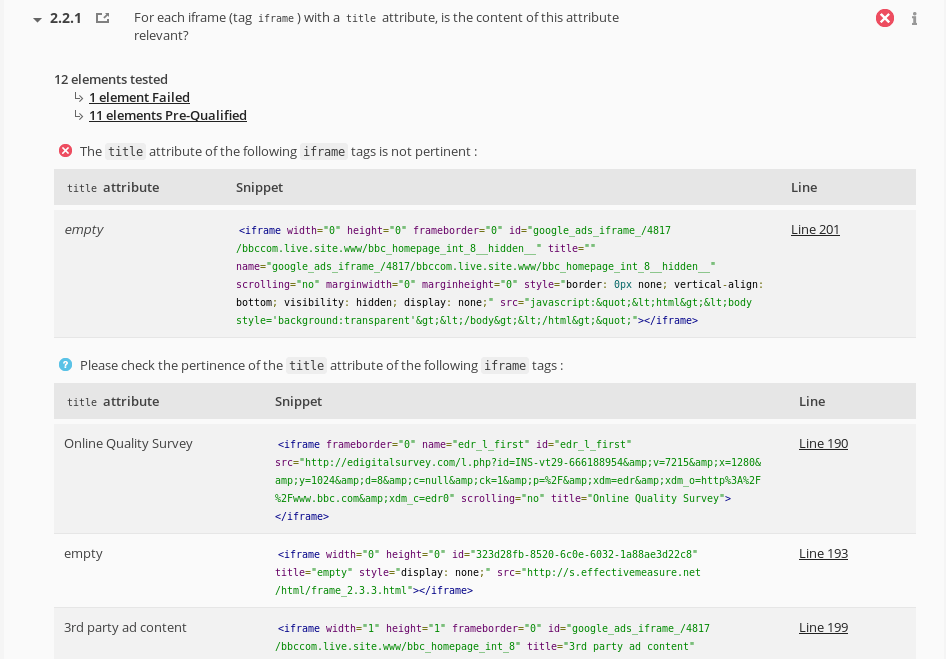 2.2.1 For each iframe (tag iframe) with a title attribute, is the content of this attribute
relevant?
12 elements tested
1 element Failed
11 elements Pre-Qualified
The title attribute of the following iframe tags is not pertinent :
title attribute Snippet Line
empty <iframe width="0" height="0" frameborder="0" id="google_ads_iframe_/4817 Line 201
/bbccom.live.site.www/bbc_homepage_int_8__hidden__" title=""
name="google_ads_iframe_/4817/bbccom.live.site.www/bbc_homepage_int_8__hidden__"
scrolling="no" marginwidth="0" marginheight="0" style="border: 0px none; vertical-align:
bottom; visibility: hidden; display: none;" src="javascript:&quot;&lt;html&gt;&lt;body
style='background:transparent'&gt;&lt;/body&gt;&lt;/html&gt;&quot;"></iframe>
Please check the pertinence of the title attribute of the following iframe tags :
title attribute Snippet Line
Online Quality Survey <iframe frameborder="0" name="edr_l_first" id="edr_l_first" Line 190
src="http://edigitalsurvey.com/l.php?id=INS-vt29-666188954&amp;v=7215&amp;x=1280&
amp;y=1024&amp;d=8&amp;c=null&amp;ck=1&amp;p=%2F&amp;xdm=edr&amp;xdm_o=http%3A%2F
%2Fwww.bbc.com&amp;xdm_c=edr0" scrolling="no" title="Online Quality Survey">
</iframe>
empty <iframe width="0" height="0" id="323d28fb-8520-6c0e-6032-1a88ae3d22c8" Line 193
title="empty" style="display: none;" src="http://s.effectivemeasure.net
/html/frame_2.3.3.html"></iframe>
3rd party ad content <iframe width="1" height="1" frameborder="0" id="google_ads_iframe_/4817 Line 199
/bbccom.live.site.www/bbc_homepage_int_8" title="3rd party ad content"